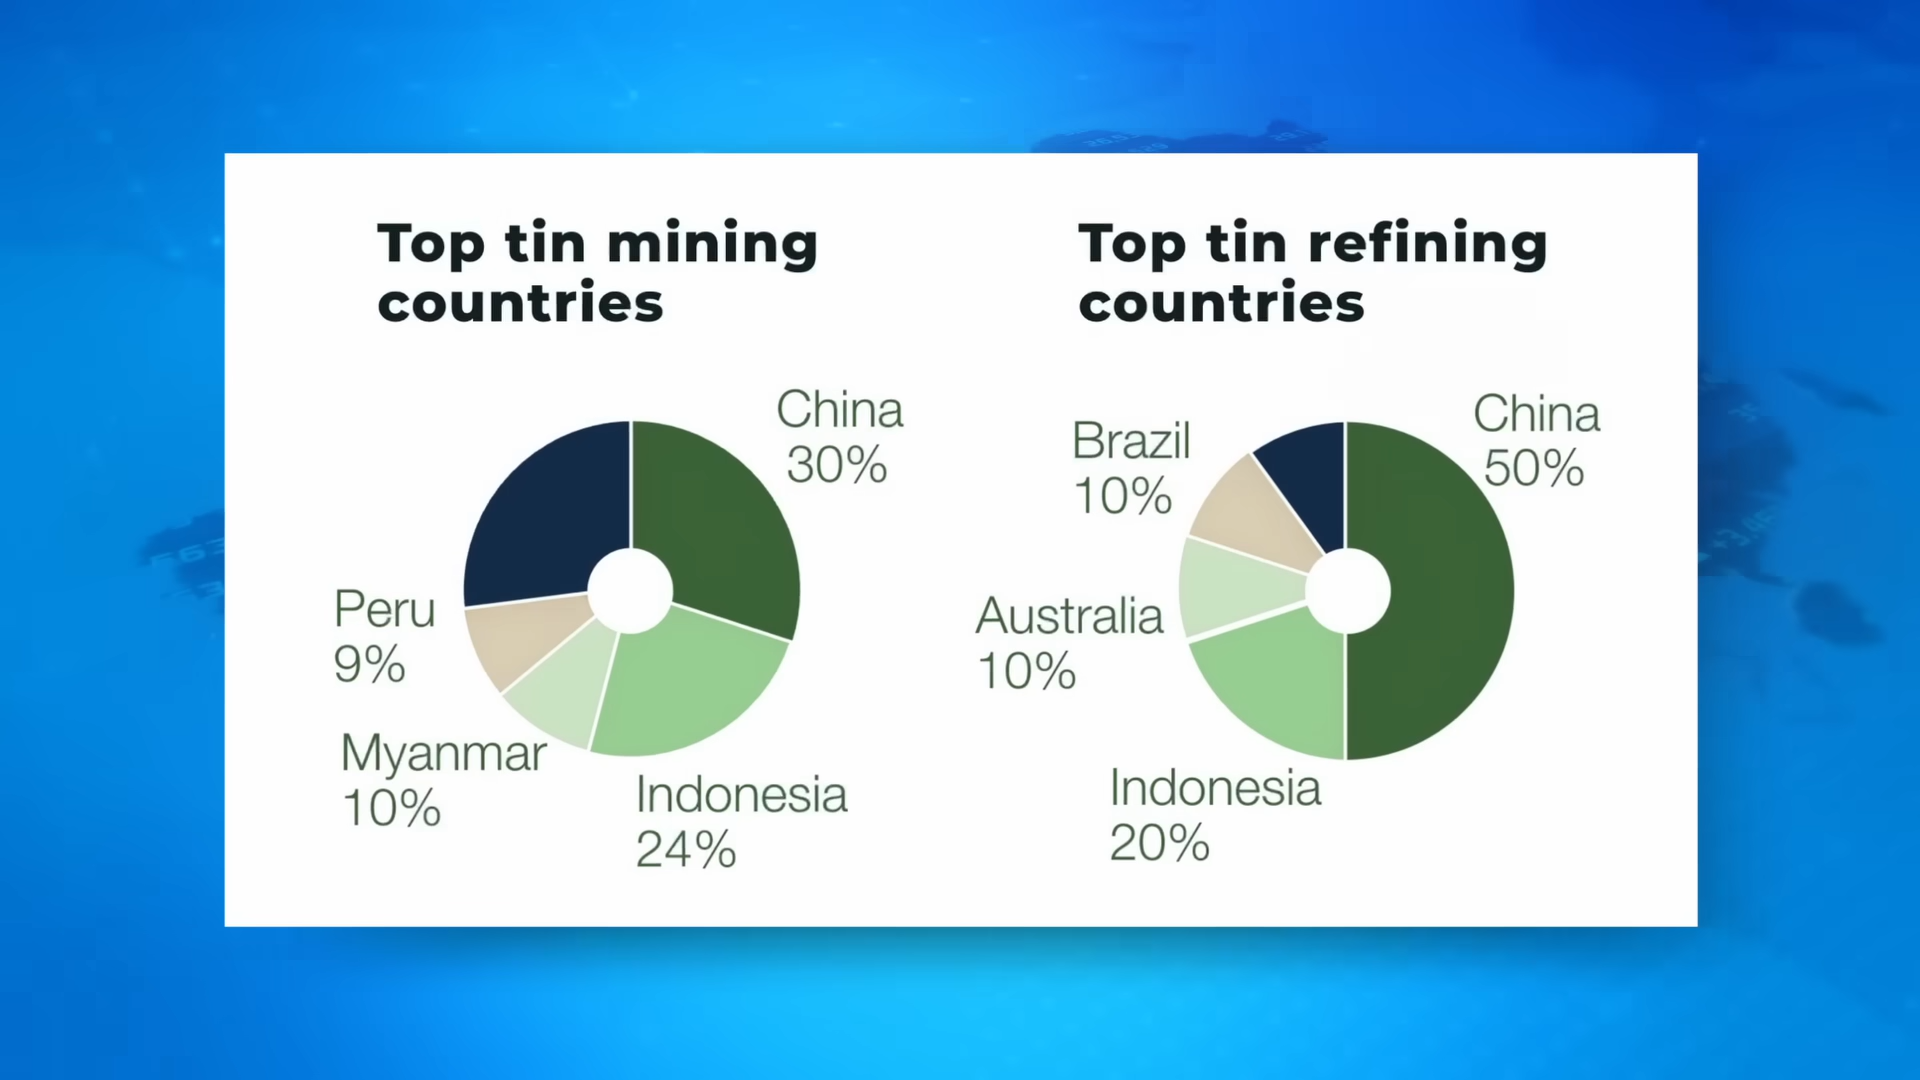 Top tin mining
countries
China
30%
Peru
9%
Myanmar
10%
Indonesia
24%
Top tin refining
countries
China
50%
Brazil
10%
Australia
10%
Indonesia
20%